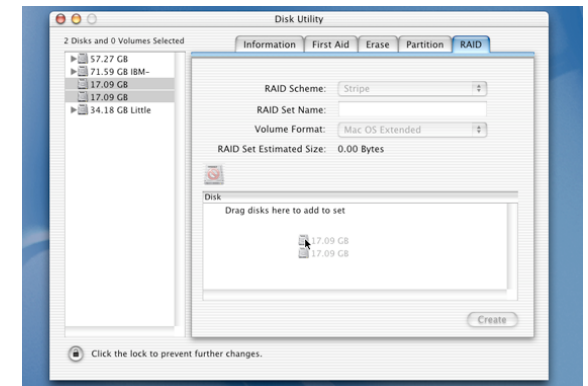 Disk Utility
2 Disks and 0 Volumes Selected
Information First Aid Erase Partition RAID
57.27 GB
71.59 GB IBM-
17.09 GB
17.09 GB
34.18 GB Little
RAID Scheme: Stripe
RAID Set Name:
Volume Format: Mac OS Extended
RAID Set Estimated Size: 0.00 Bytes
Disk
Drag disks here to add to set
17.09 GB
17.09 GB
Create
Click the lock to prevent further changes.